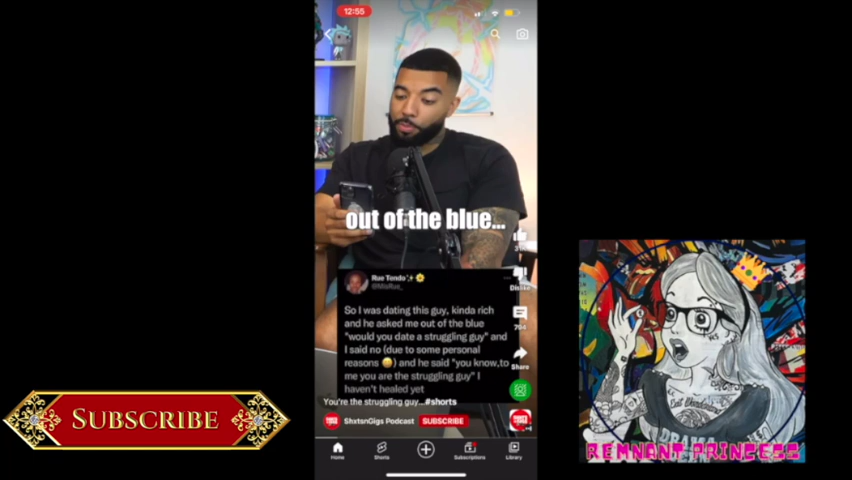 12:55
out of the blue...
Rue Tendo
So I was dating this guy, kinda rich
and he asked me out of the blue
"would you date a struggling guy" and
I said no (due to some personal
reasons 😅) and he said "you know,to
me you are the struggling guy" I
haven't healed yet
Dislike
794
Share
You're the struggling guy...#shorts
ShxtsnGigs Podcast
SUBSCRIBE
Home
Shorts
Subscriptions
Library
SUBSCRIBE
REMNANT PRINCESS